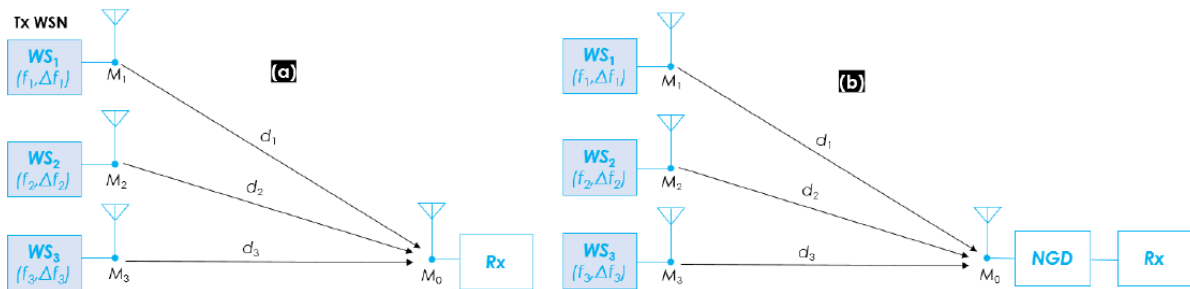 Tx WSN
WS₁
(f₁,Δf₁)
M₁
(a)
d₁
WS₂
(f₂,Δf₂)
M₂
d₂
WS₃
(f₃,Δf₃)
M₃
d₃
M₀
Rx
WS₁
(f₁,Δf₁)
M₁
(b)
d₁
WS₂
(f₂,Δf₂)
M₂
d₂
WS₃
(f₃,Δf₃)
M₃
d₃
M₀
NGD
Rx